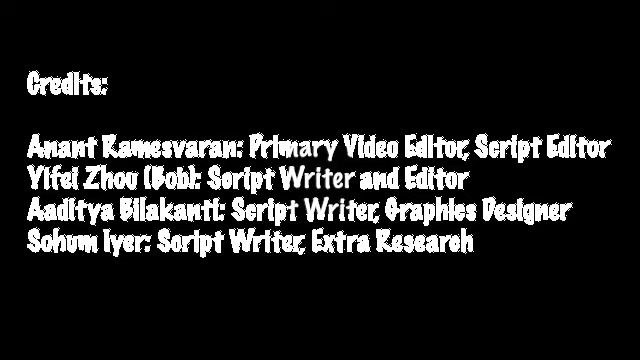 Credits:
Anant Ramesvaran: Primary Video Editor, Script Editor
Yifei Zhou (Bob): Script Writer and Editor
Aaditya Bilakanti: Script Writer, Graphics Designer
Sohum Iyer: Script Writer, Extra Research